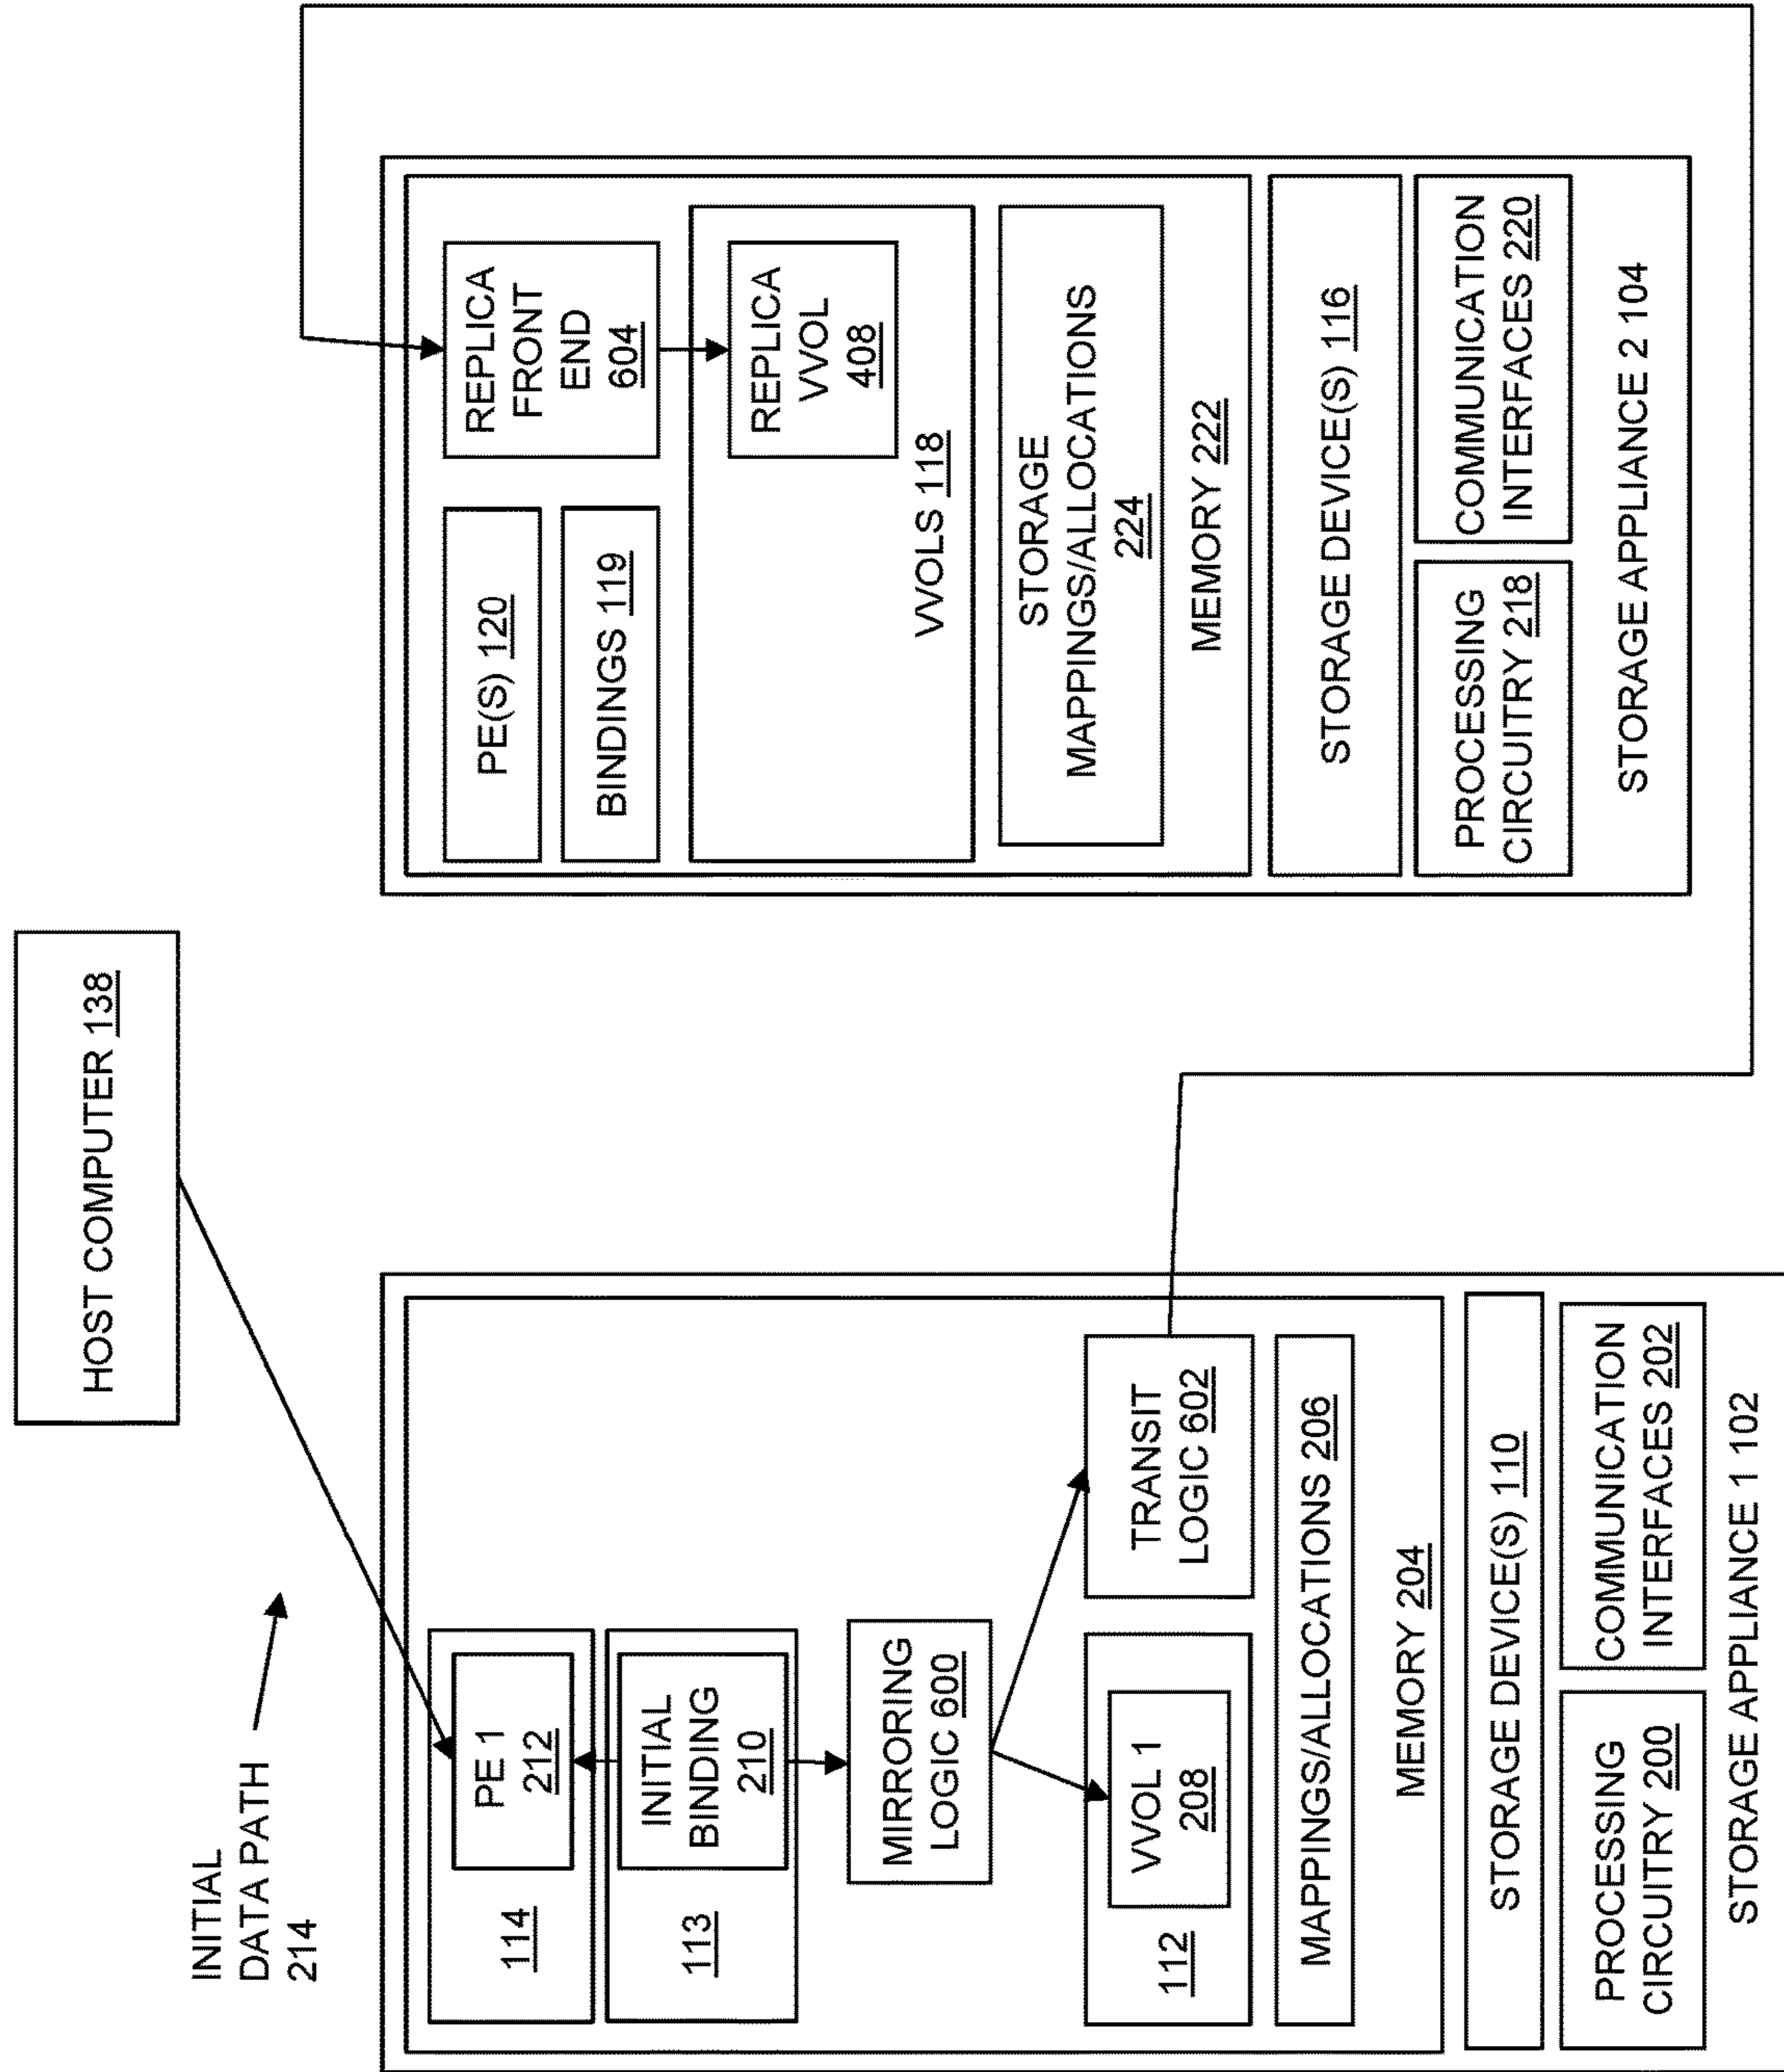 HOST COMPUTER 138
INITIAL
DATA PATH
214
PE 1
212
114
INITIAL
BINDING
210
113
MIRRORING
LOGIC 600
VVOL 1
208
112
TRANSIT
LOGIC 602
MAPPINGS/ALLOCATIONS 206
MEMORY 204
STORAGE DEVICE(S) 110
PROCESSING
CIRCUITRY 200
COMMUNICATION
INTERFACES 202
STORAGE APPLIANCE 1 102
PE(S) 120
BINDINGS 119
REPLICA
FRONT
END
604
REPLICA
VVOL
408
VVOLS 118
STORAGE
MAPPINGS/ALLOCATIONS
224
MEMORY 222
STORAGE DEVICE(S) 116
PROCESSING
CIRCUITRY 218
COMMUNICATION
INTERFACES 220
STORAGE APPLIANCE 2 104